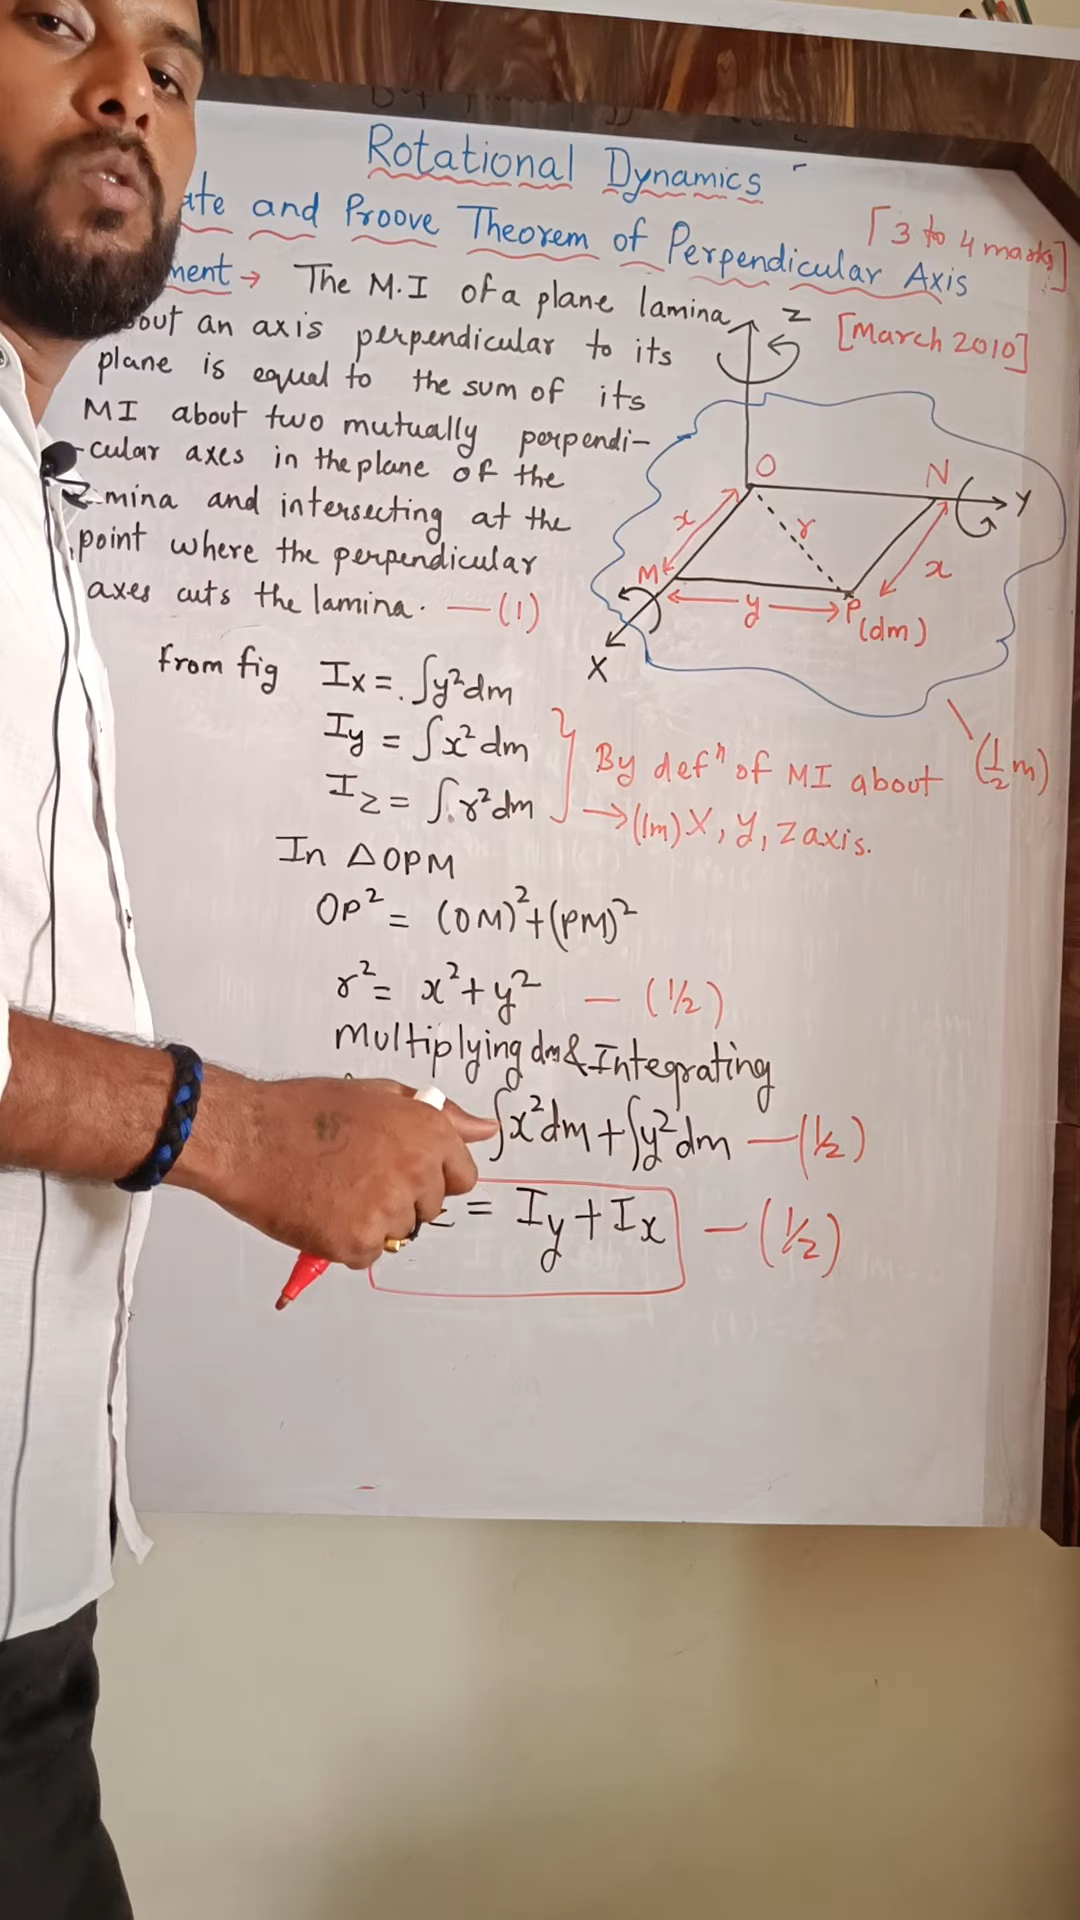 Rotational Dynamics
ate and Proove Theorem of Perpendicular Axis
[3 to 4 marks]
ment → The M.I of a plane lamina
[March 2010]
out an axis perpendicular to its
plane is equal to the sum of its
MI about two mutually perpendi-
cular axes in the plane of the
mina and intersecting at the
point where the perpendicular
axes cuts the lamina. —(1)
Z
O
N
Y
x
r
x
M
y
P(dm)
X
(1/2 m)
from fig Ix = ∫y²dm
Iy = ∫x²dm
Iz = ∫r²dm
By defⁿ of MI about
→(1m) X, Y, Z axis.
In △OPM
OP² = (OM)²+(PM)²
r² = x²+y² — (1/2)
Multiplying dm & Integrating
∫x²dm + ∫y²dm —(1/2)
= Iy + Ix —(1/2)